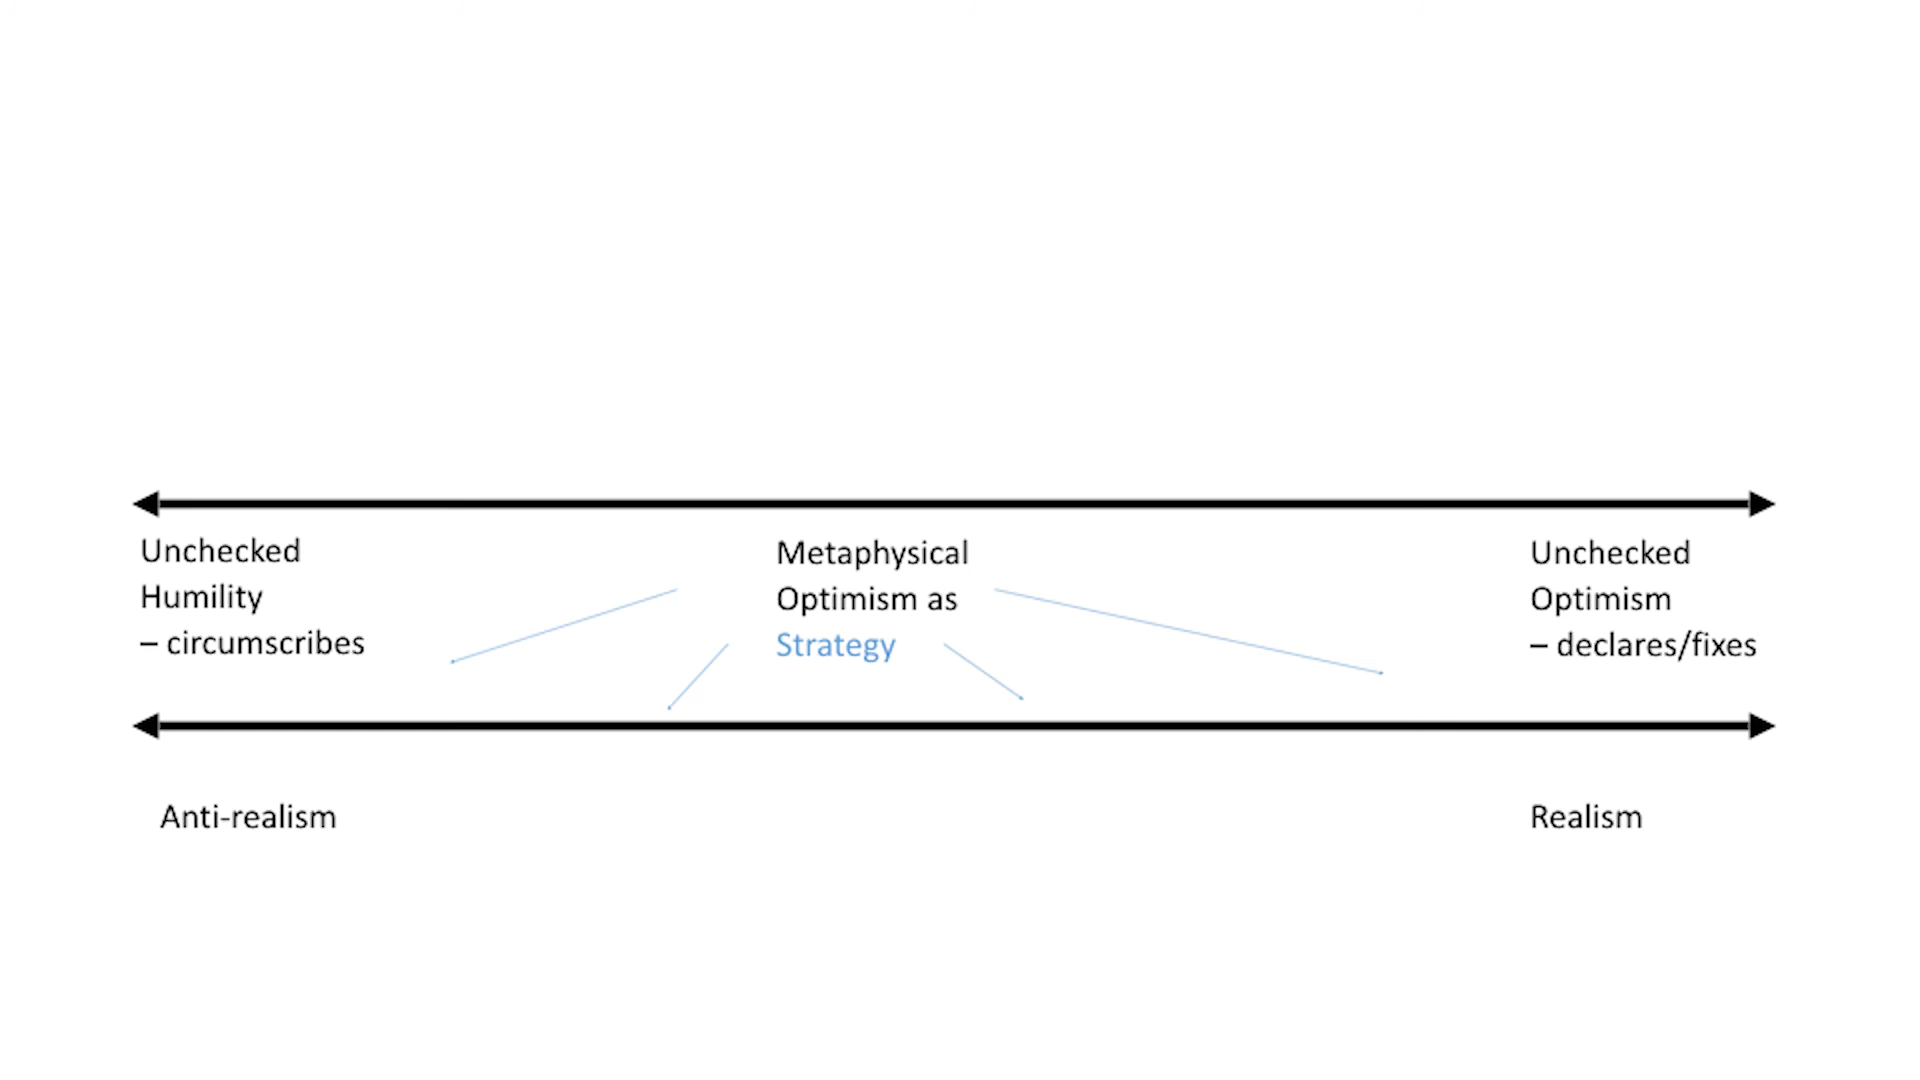 Unchecked
Humility
– circumscribes
Metaphysical
Optimism as
Strategy
Unchecked
Optimism
– declares/fixes
Anti-realism
Realism